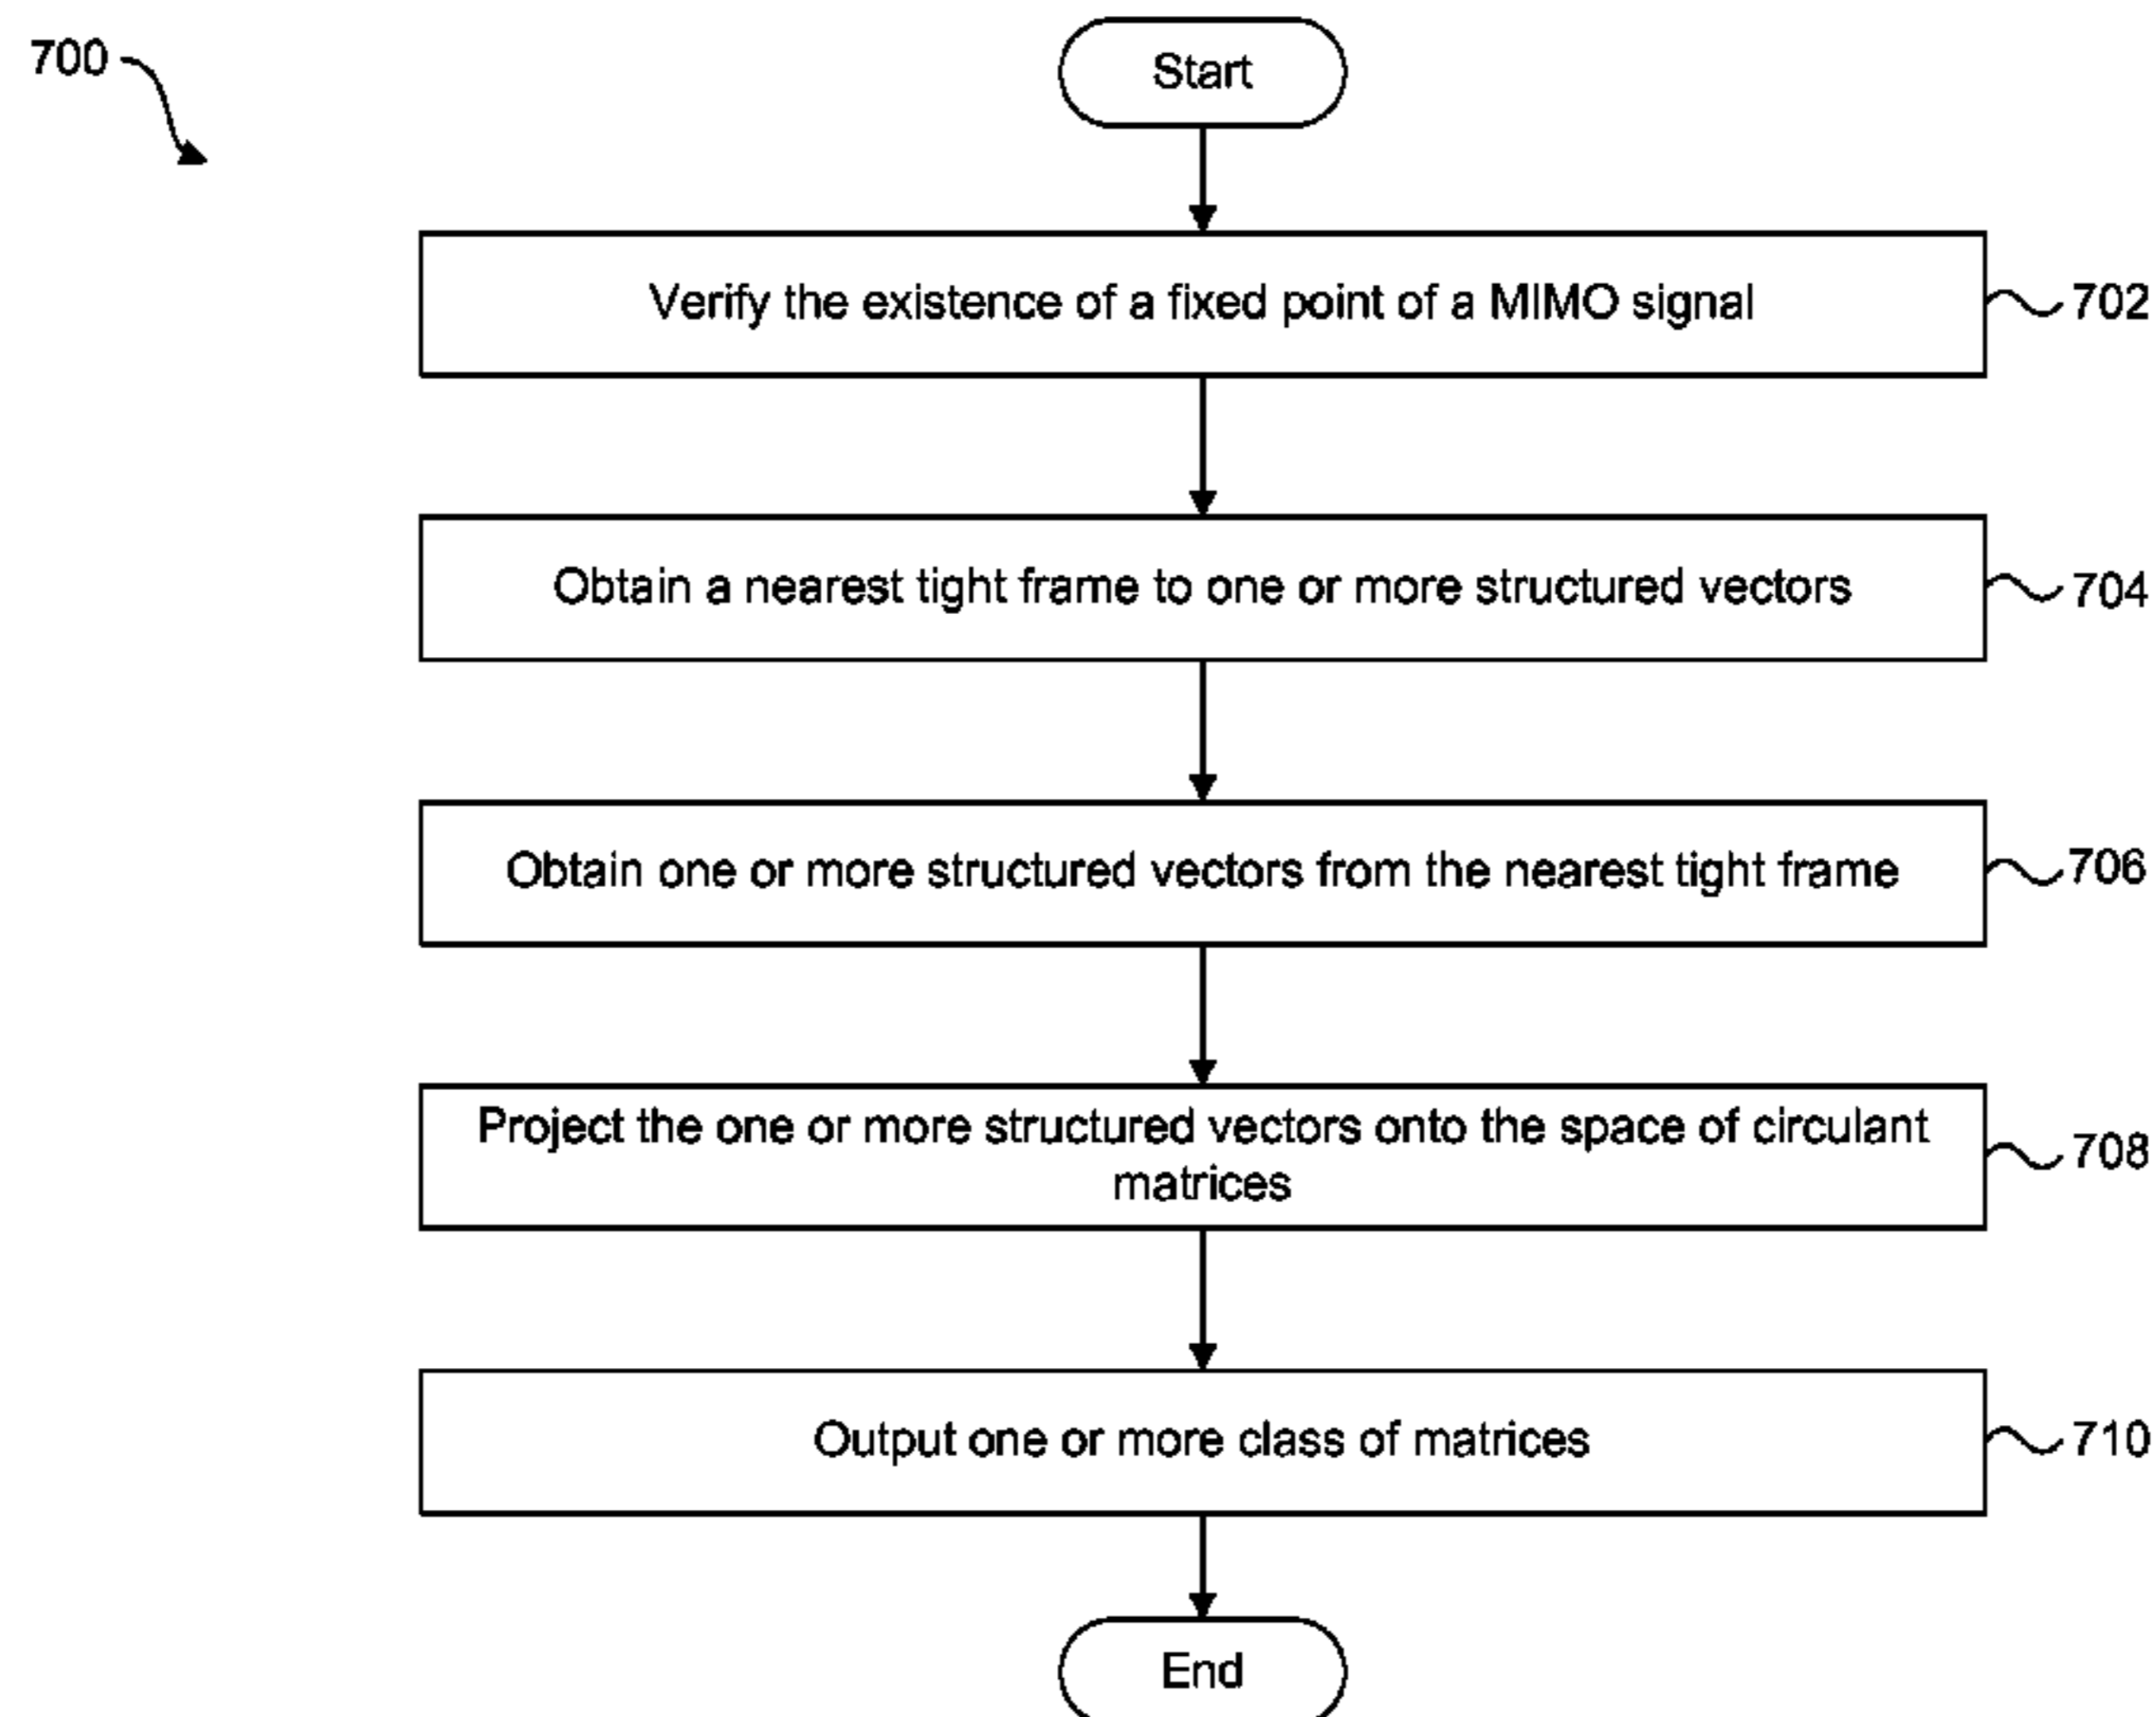 700
Start
Verify the existence of a fixed point of a MIMO signal
702
Obtain a nearest tight frame to one or more structured vectors
704
Obtain one or more structured vectors from the nearest tight frame
706
Project the one or more structured vectors onto the space of circulant
matrices
708
Output one or more class of matrices
710
End